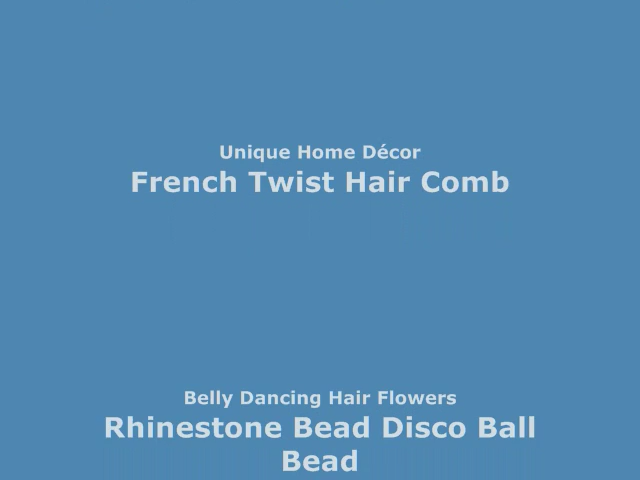 Unique Home Décor
French Twist Hair Comb
Belly Dancing Hair Flowers
Rhinestone Bead Disco Ball
Bead